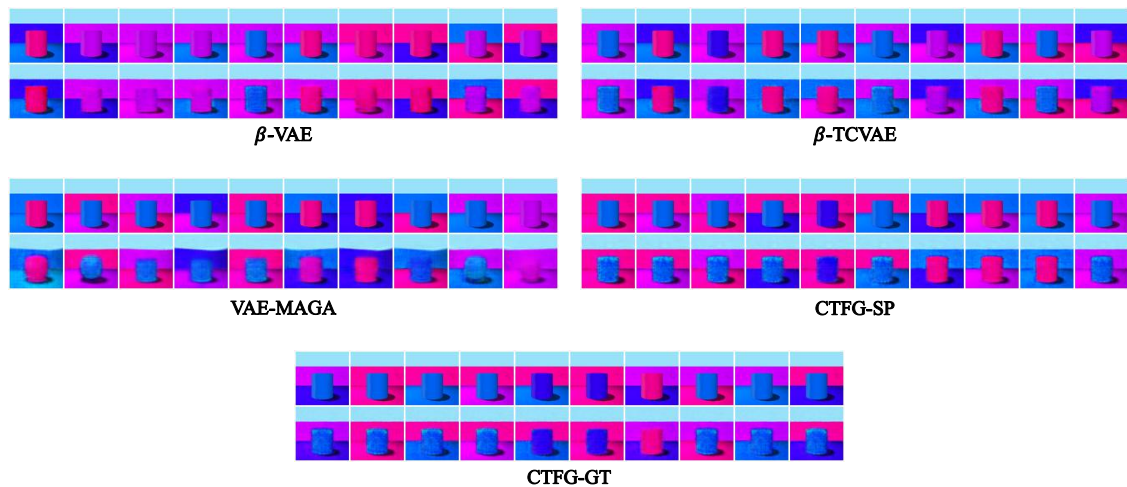 β-VAE
β-TCVAE
VAE-MAGA
CTFG-SP
CTFG-GT